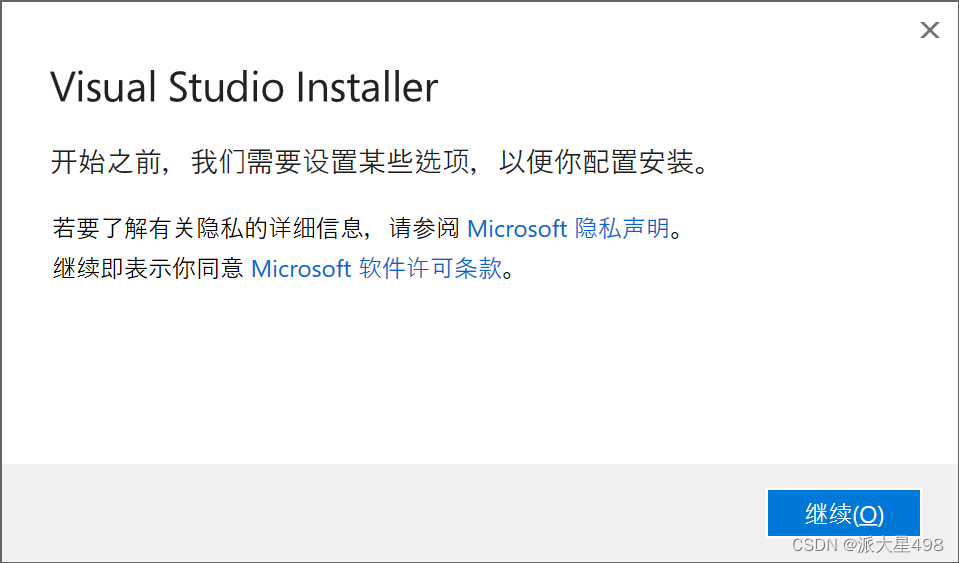 Visual Studio Installer
开始之前，我们需要设置某些选项，以便你配置安装。
若要了解有关隐私的详细信息，请参阅 Microsoft 隐私声明。
继续即表示你同意 Microsoft 软件许可条款。
继续(O)
CSDN @派大星498